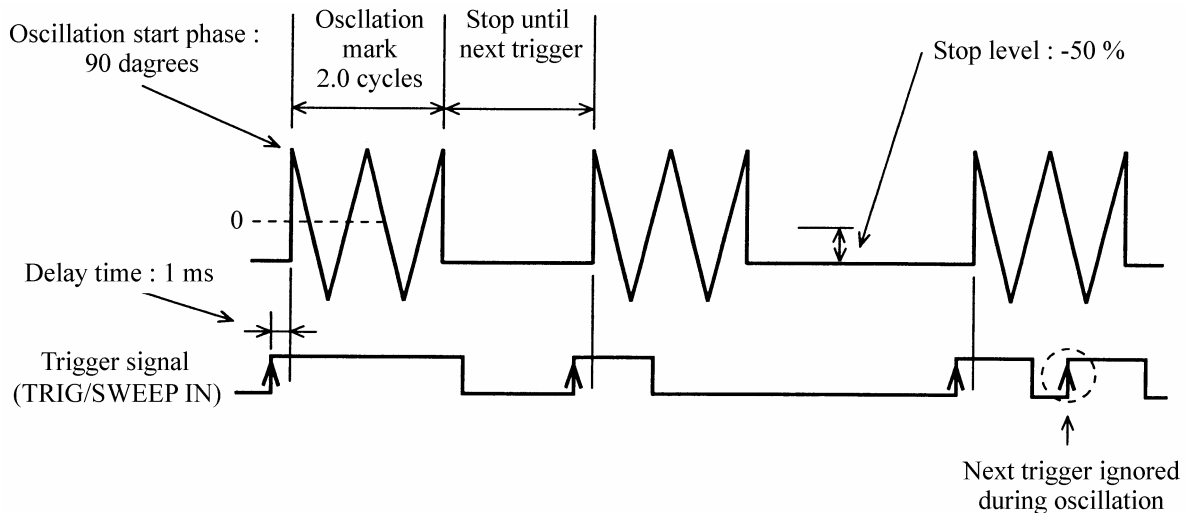 Oscillation start phase :
90 dagrees
Oscllation
mark
2.0 cycles
Stop until
next trigger
Stop level : -50 %
0
Delay time : 1 ms
Trigger signal
(TRIG/SWEEP IN)
Next trigger ignored
during oscillation